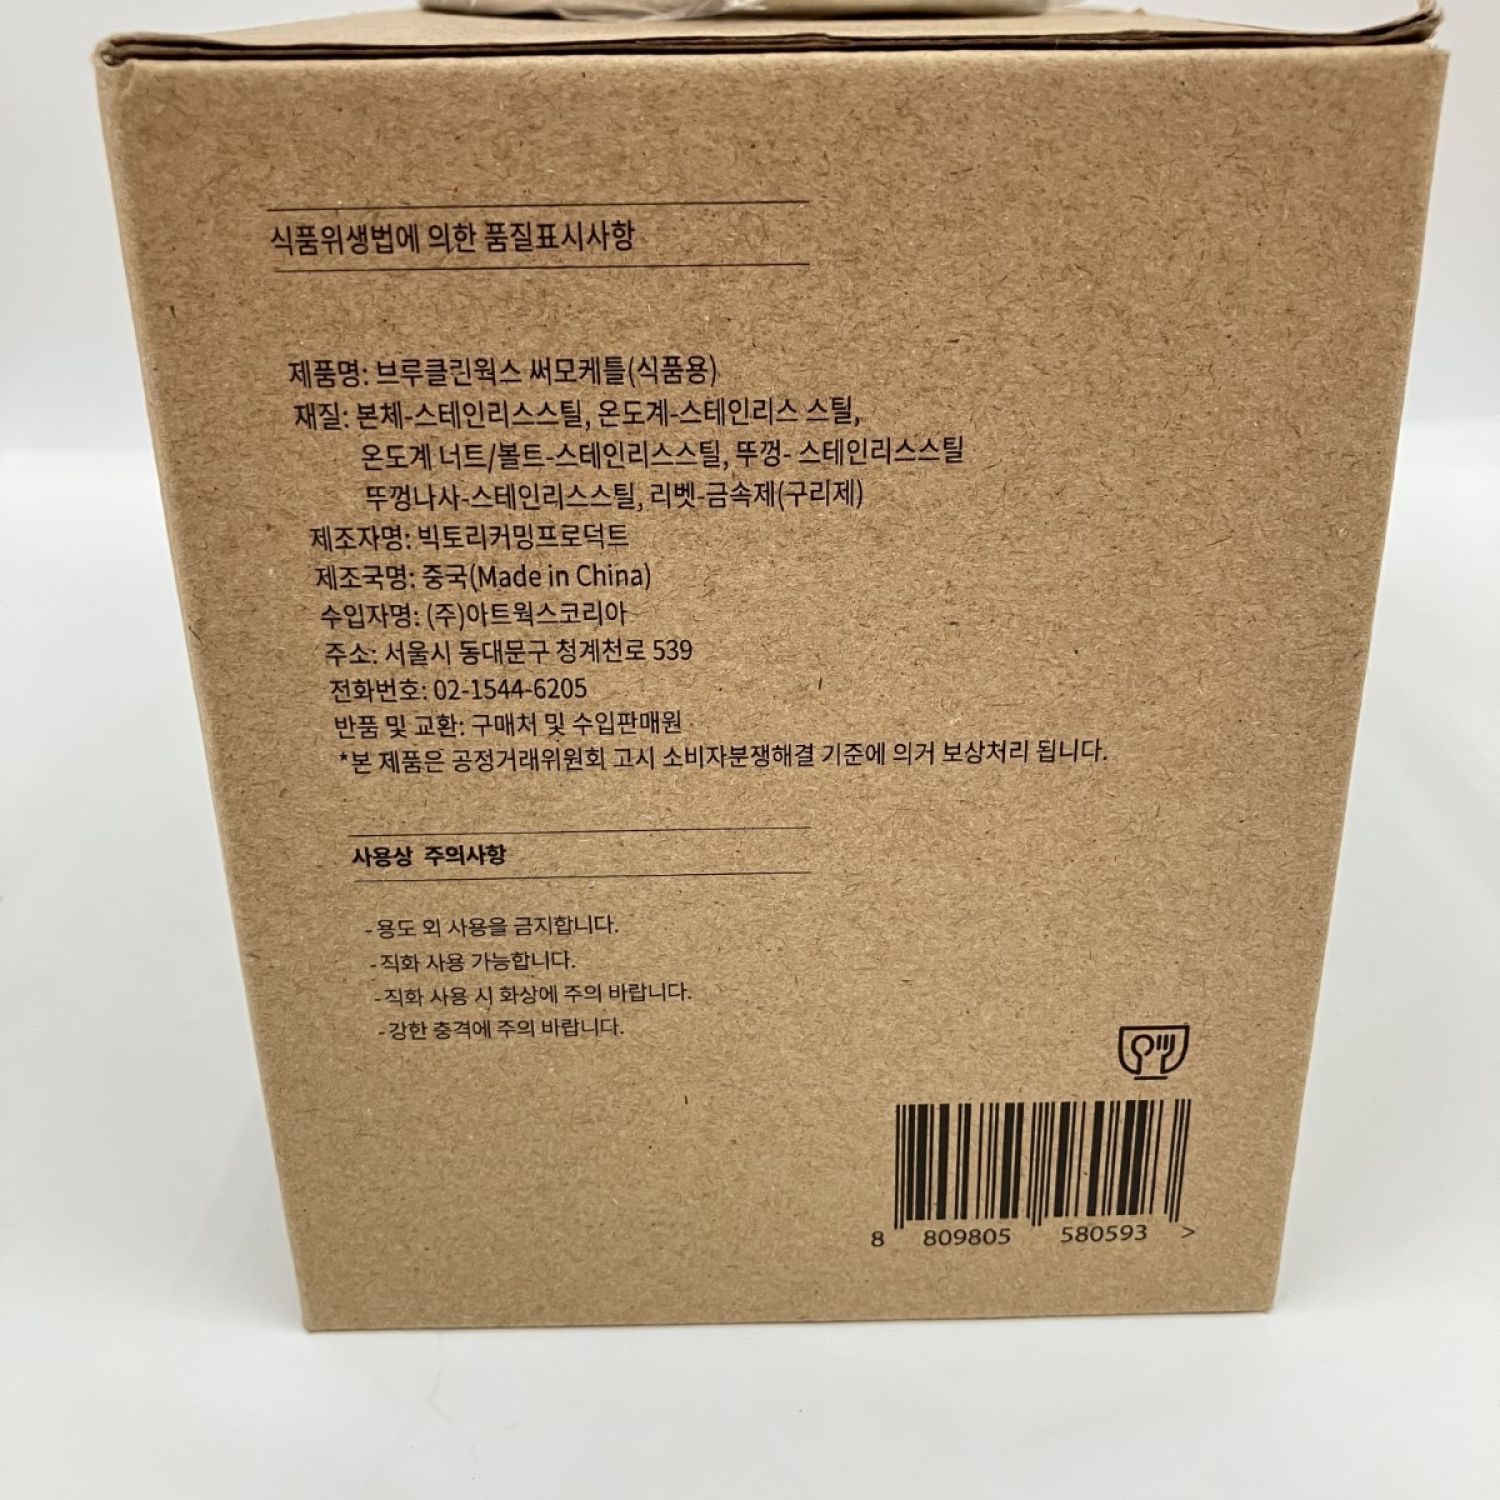 식품위생법에 의한 품질표시사항
제품명: 브루클린웍스 써모케틀(식품용)
재질: 본체-스테인리스스틸, 온도계-스테인리스 스틸,
온도계 너트/볼트-스테인리스스틸, 뚜껑- 스테인리스스틸
뚜껑나사-스테인리스스틸, 리벳-금속제(구리제)
제조자명: 빅토리커밍프로덕트
제조국명: 중국(Made in China)
수입자명: (주)아트웍스코리아
주소: 서울시 동대문구 청계천로 539
전화번호: 02-1544-6205
반품 및 교환: 구매처 및 수입판매원
*본 제품은 공정거래위원회 고시 소비자분쟁해결 기준에 의거 보상처리 됩니다.
사용상 주의사항
-용도 외 사용을 금지합니다.
-직화 사용 가능합니다.
-직화 사용 시 화상에 주의 바랍니다.
-강한 충격에 주의 바랍니다.
8 809805 580593 >